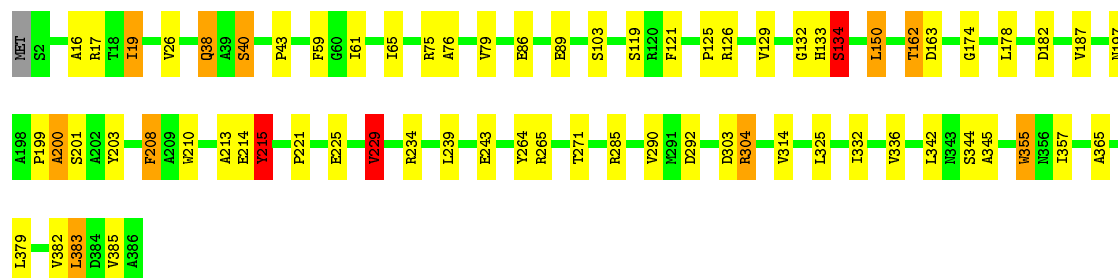 MET S2 A16 R17 T18 I19 V26 Q38 A39 S40 P43 F59 G60 I61 I65 R75 A76 V79 E86 E89 S103 S119 R120 F121 P125 R126 V129 G132 H133 S134 L150 T162 D163 G174 L178 D182 V187 N197
A198 P199 A200 S201 A202 Y203 F208 A209 W210 A213 E214 Y215 P221 E225 V229 R234 L239 E243 Y264 R265 T271 R285 V290 M291 D292 D303 R304 V314 L325 I332 V336 L342 N343 S344 A345 W355 N356 I357 A365
L379 V382 L383 D384 V385 A386